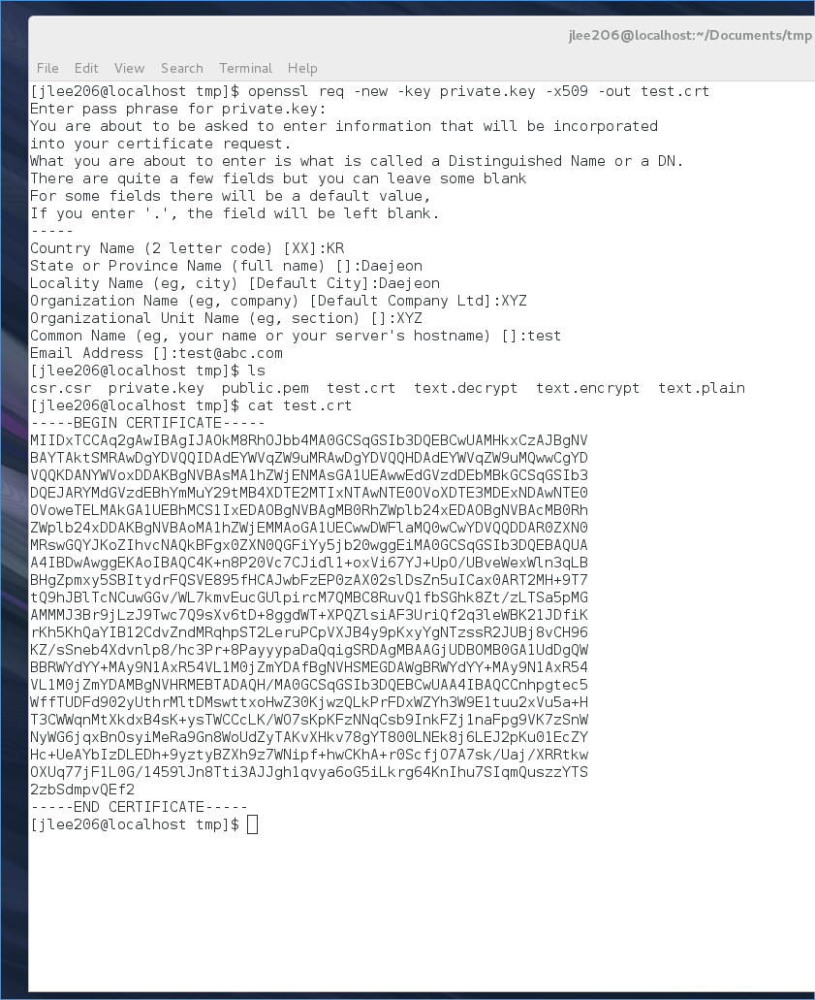 jlee206@localhost:~/Documents/tmp
File Edit View Search Terminal Help
[jlee206@localhost tmp]$ openssl req -new -key private.key -x509 -out test.crt
Enter pass phrase for private.key:
You are about to be asked to enter information that will be incorporated
into your certificate request.
What you are about to enter is what is called a Distinguished Name or a DN.
There are quite a few fields but you can leave some blank
For some fields there will be a default value,
If you enter '.', the field will be left blank.
-----
Country Name (2 letter code) [XX]:KR
State or Province Name (full name) []:Daejeon
Locality Name (eg, city) [Default City]:Daejeon
Organization Name (eg, company) [Default Company Ltd]:XYZ
Organizational Unit Name (eg, section) []:XYZ
Common Name (eg, your name or your server's hostname) []:test
Email Address []:test@abc.com
[jlee206@localhost tmp]$ ls
csr.csr  private.key  public.pem  test.crt  text.decrypt  text.encrypt  text.plain
[jlee206@localhost tmp]$ cat test.crt
-----BEGIN CERTIFICATE-----
MIIDxTCCAq2gAwIBAgIJAOkM8RhOJbb4MA0GCSqGSIb3DQEBCwUAMHkxCzAJBgNV
BAYTAktSMRAwDgYDVQQIDAdEYWVqZW9uMRAwDgYDVQQHDAdEYWVqZW9uMQwwCgYD
VQQKDANYWVoxDDAKBgNVBAsMA1hZWjENMAsGA1UEAwwEdGVzdDEbMBkGCSqGSIb3
DQEJARYMdGVzdEBhYmMuY29tMB4XDTE2MTIxNTAwNTE0OVoXDTE3MDExNDAwNTE0
OVoweTELMAkGA1UEBhMCS1IxEDAOBgNVBAgMB0RhZWplb24xEDAOBgNVBAcMB0Rh
ZWplb24xDDAKBgNVBAoMA1hZWjEMMAoGA1UECwwDWFlaMQ0wCwYDVQQDDAR0ZXN0
MRswGQYJKoZIhvcNAQkBFgx0ZXN0QGFiYy5jb20wggEiMA0GCSqGSIb3DQEBAQUA
A4IBDwAwggEKAoIBAQC4K+n8P20Vc7CJidl1+oxVi67YJ+UpO/UBveWexWln3qLB
BHgZpmxy5SBItydrFQSVE895fHCAJwbFzEP0zAX02slDsZn5uICax0ART2MH+9T7
tQ9hJBlTcNCuwGGv/WL7kmvEucGUlpircM7QMBC8RuvQ1fbSGhk8Zt/zLTSa5pMG
AMMMJ3Br9jLzJ9Twc7Q9sXv6tD+8ggdWT+XPQZlsiAF3UriQf2q3leWBK21JDfiK
rKh5KhQaYIB12CdvZndMRqhpST2LeruPCpVXJB4y9pKxyYgNTzssR2JUBj8vCH96
KZ/sSneb4Xdvnlp8/hc3Pr+8PayyypaDaQqigSRDAgMBAAGjUDBOMB0GA1UdDgQW
BBRWYdYY+MAy9N1AxR54VL1M0jZmYDAfBgNVHSMEGDAWgBRWYdYY+MAy9N1AxR54
VL1M0jZmYDAMBgNVHRMEBTADAQH/MA0GCSqGSIb3DQEBCwUAA4IBAQCCnhpgtec5
WffTUDFd902yUthrMltDMswttxoHwZ30KjwzQLkPrFDxWZYh3W9E1tuu2xVu5a+H
T3CWWqnMtXkdxB4sK+ysTWCCcLK/WO7sKpKFzNNqCsb9InkFZj1naFpg9VK7zSnW
NyWG6jqxBnOsyiMeRa9Gn8WoUdZyTAKvXHkv78gYT800LNEk8j6LEJ2pKu01EcZY
Hc+UeAYbIzDLEDh+9yztyBZXh9z7WNipf+hwCKhA+r0ScfjO7A7sk/Uaj/XRRtkw
OXUq77jF1L0G/1459lJn8Tti3AJJgh1qvya6oG5iLkrg64KnIhu7SIqmQuszzYTS
2zbSdmpvQEf2
-----END CERTIFICATE-----
[jlee206@localhost tmp]$